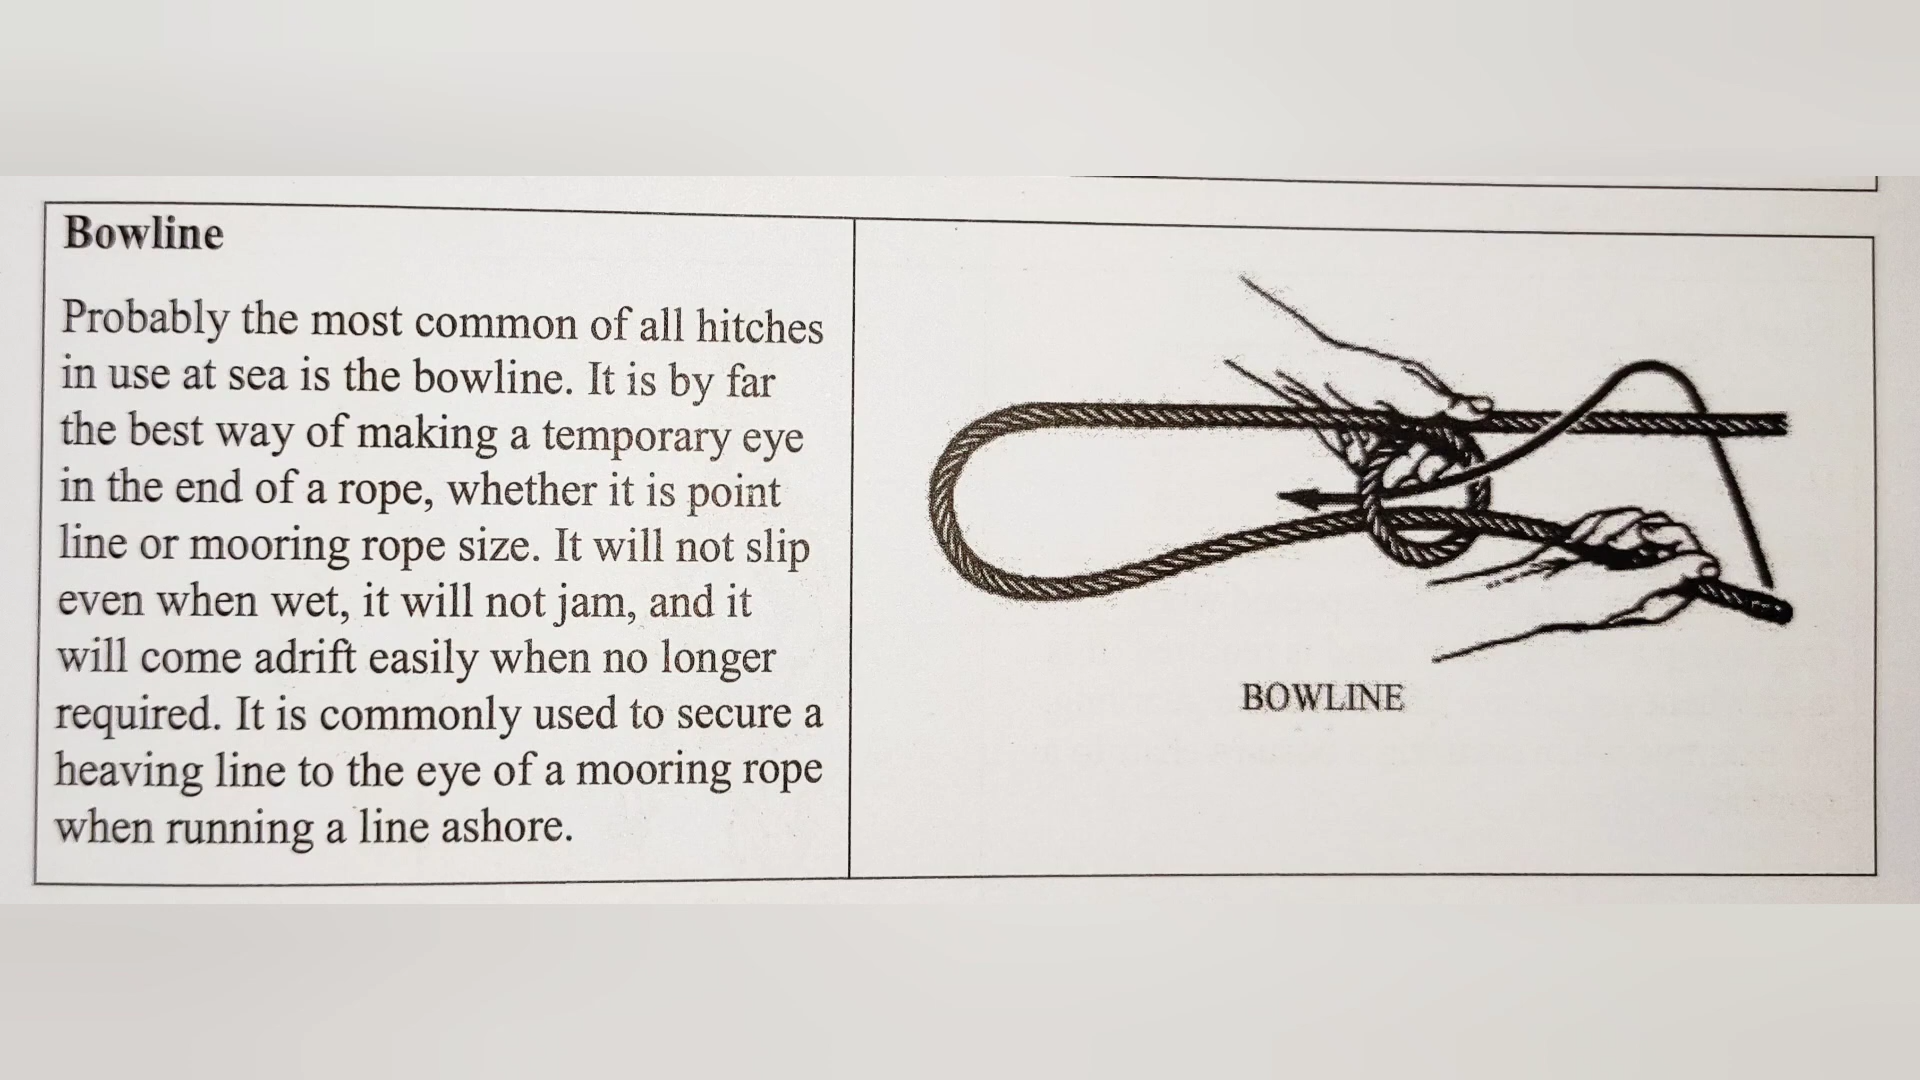 Bowline
Probably the most common of all hitches
in use at sea is the bowline. It is by far
the best way of making a temporary eye
in the end of a rope, whether it is point
line or mooring rope size. It will not slip
even when wet, it will not jam, and it
will come adrift easily when no longer
required. It is commonly used to secure a
heaving line to the eye of a mooring rope
when running a line ashore.
BOWLINE